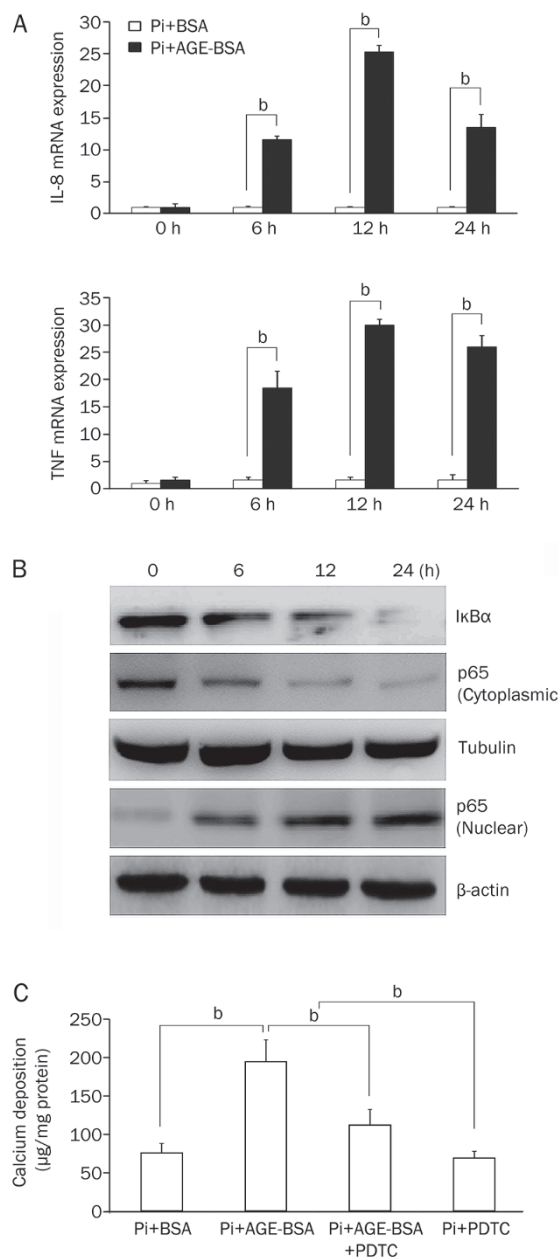 A
IL-8 mRNA expression
30
25
20
15
10
5
0
Pi+BSA
Pi+AGE-BSA
b
b
b
0 h 6 h 12 h 24 h
TNF mRNA expression
35
30
25
20
15
10
5
0
b
b
b
0 h 6 h 12 h 24 h
B
0 6 12 24 (h)
IκBα
p65
(Cytoplasmic
Tubulin
p65
(Nuclear)
β-actin
C
Calcium deposition
(μg/mg protein)
250
200
150
100
50
0
b
b
b
Pi+BSA Pi+AGE-BSA Pi+AGE-BSA Pi+PDTC
+PDTC